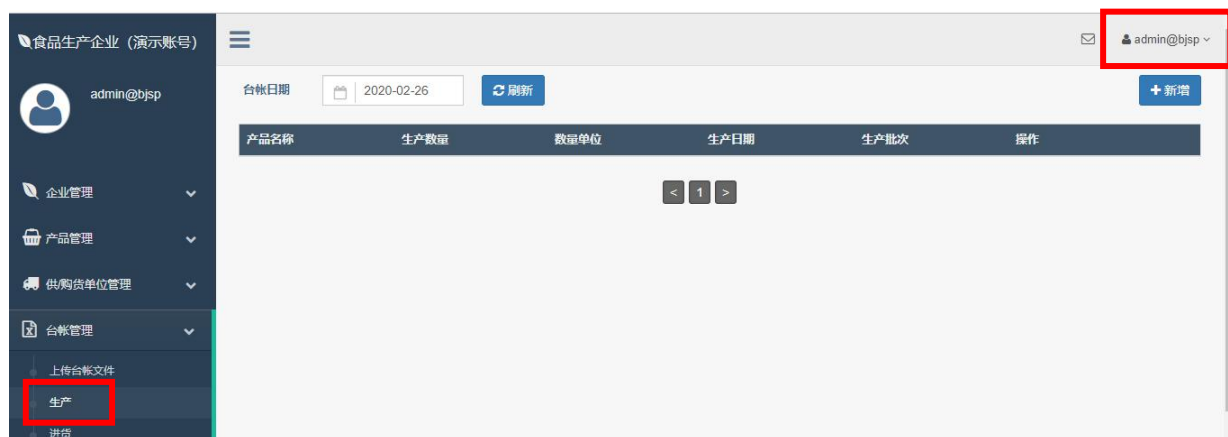 食品生产企业（演示账号）
admin@bjsp
admin@bjsp
台帐日期 2020-02-26 刷新 +新增
产品名称 生产数量 数量单位 生产日期 生产批次 操作
< 1 >
企业管理
产品管理
供/购货单位管理
台帐管理
上传台帐文件
生产
进货